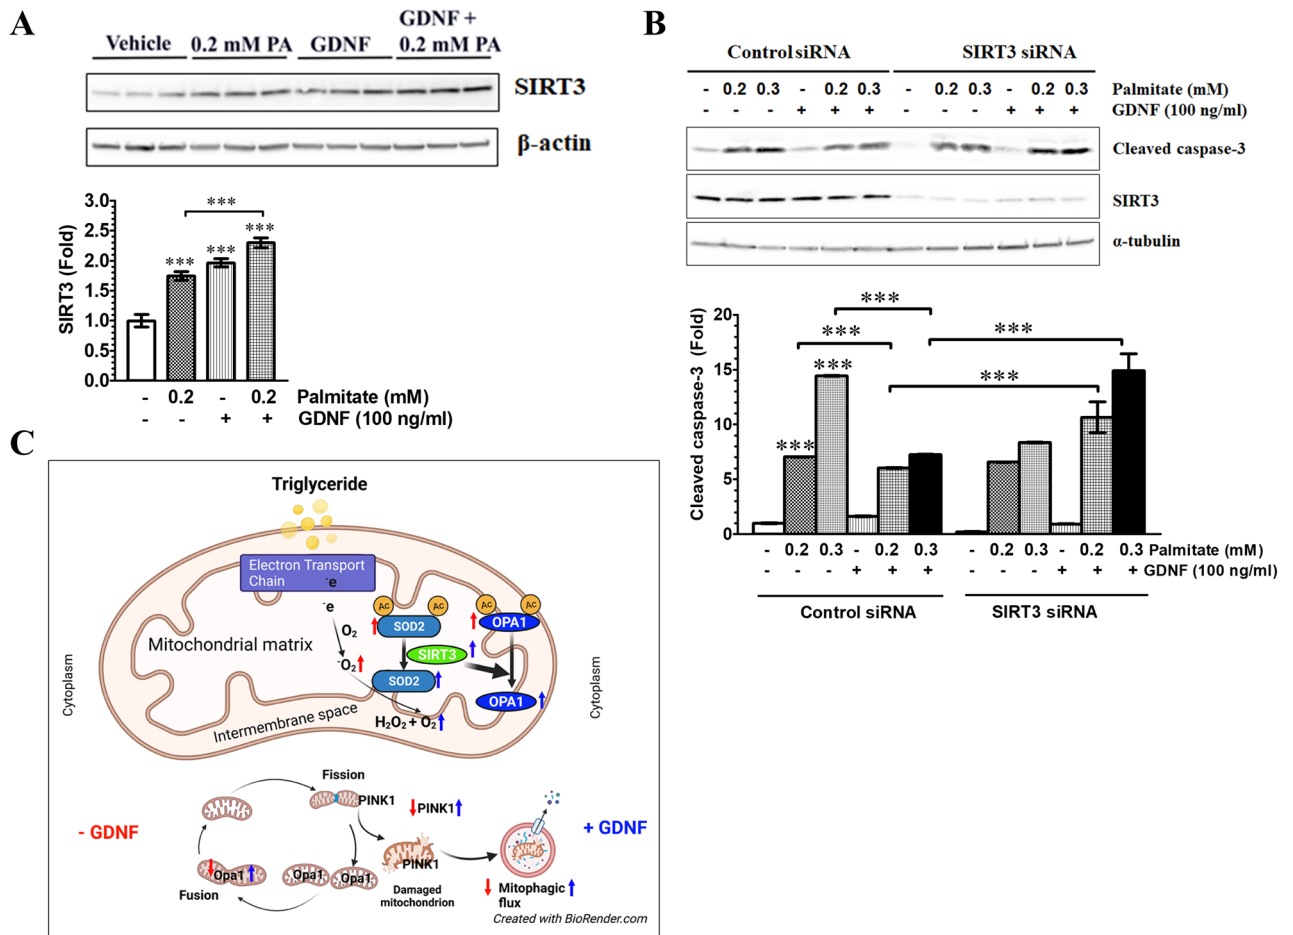 A
Vehicle 0.2 mM PA GDNF GDNF +
0.2 mM PA
SIRT3
β-actin
SIRT3 (Fold)
3.0
2.5
2.0
1.5
1.0
0.5
0.0
***
***
***
***
- 0.2 - 0.2 Palmitate (mM)
- - + + GDNF (100 ng/ml)
B
Control siRNA SIRT3 siRNA
- 0.2 0.3 - 0.2 0.3 - 0.2 0.3 - 0.2 0.3 Palmitate (mM)
- - - + + + - - - + + + GDNF (100 ng/ml)
Cleaved caspase-3
SIRT3
α-tubulin
Cleaved caspase-3 (Fold)
20
15
10
5
0
***
***
***
***
***
***
- 0.2 0.3 - 0.2 0.3 - 0.2 0.3 - 0.2 0.3 Palmitate (mM)
- - - + + + - - - + + + GDNF (100 ng/ml)
Control siRNA SIRT3 siRNA
C
Triglyceride
Electron Transport
Chain
-e
-e
O2
-O2
H2O2 + O2
Mitochondrial matrix
Intermembrane space
Cytoplasm
Cytoplasm
Ac Ac
SOD2
SIRT3
SOD2
Ac Ac
OPA1
OPA1
Fission
PINK1
PINK1
- GDNF
+ GDNF
PINK1
Opa1
Opa1
Opa1
Fusion
Damaged
mitochondrion
Mitophagic
flux
Created with BioRender.com